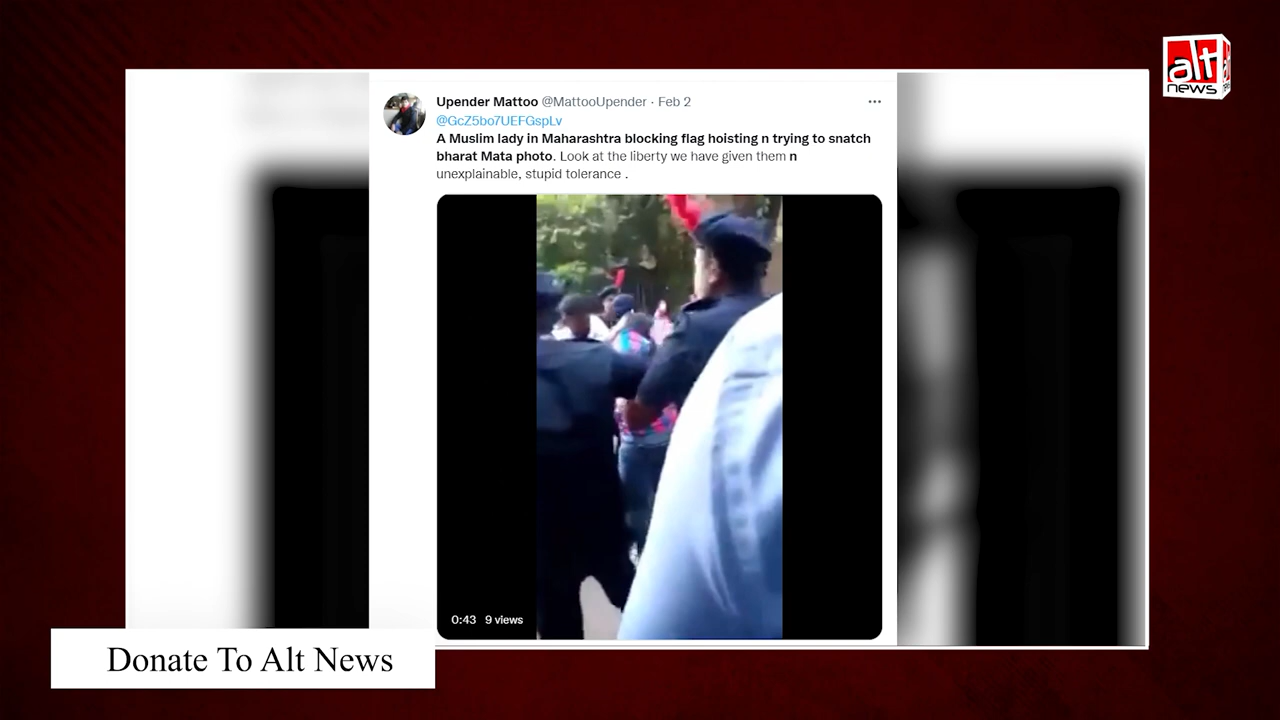 alt
news
Upender Mattoo @MattooUpender · Feb 2
@GcZ5bo7UEFGspLv
A Muslim lady in Maharashtra blocking flag hoisting n trying to snatch
bharat Mata photo. Look at the liberty we have given them n
unexplainable, stupid tolerance .
0:43 9 views
Donate To Alt News